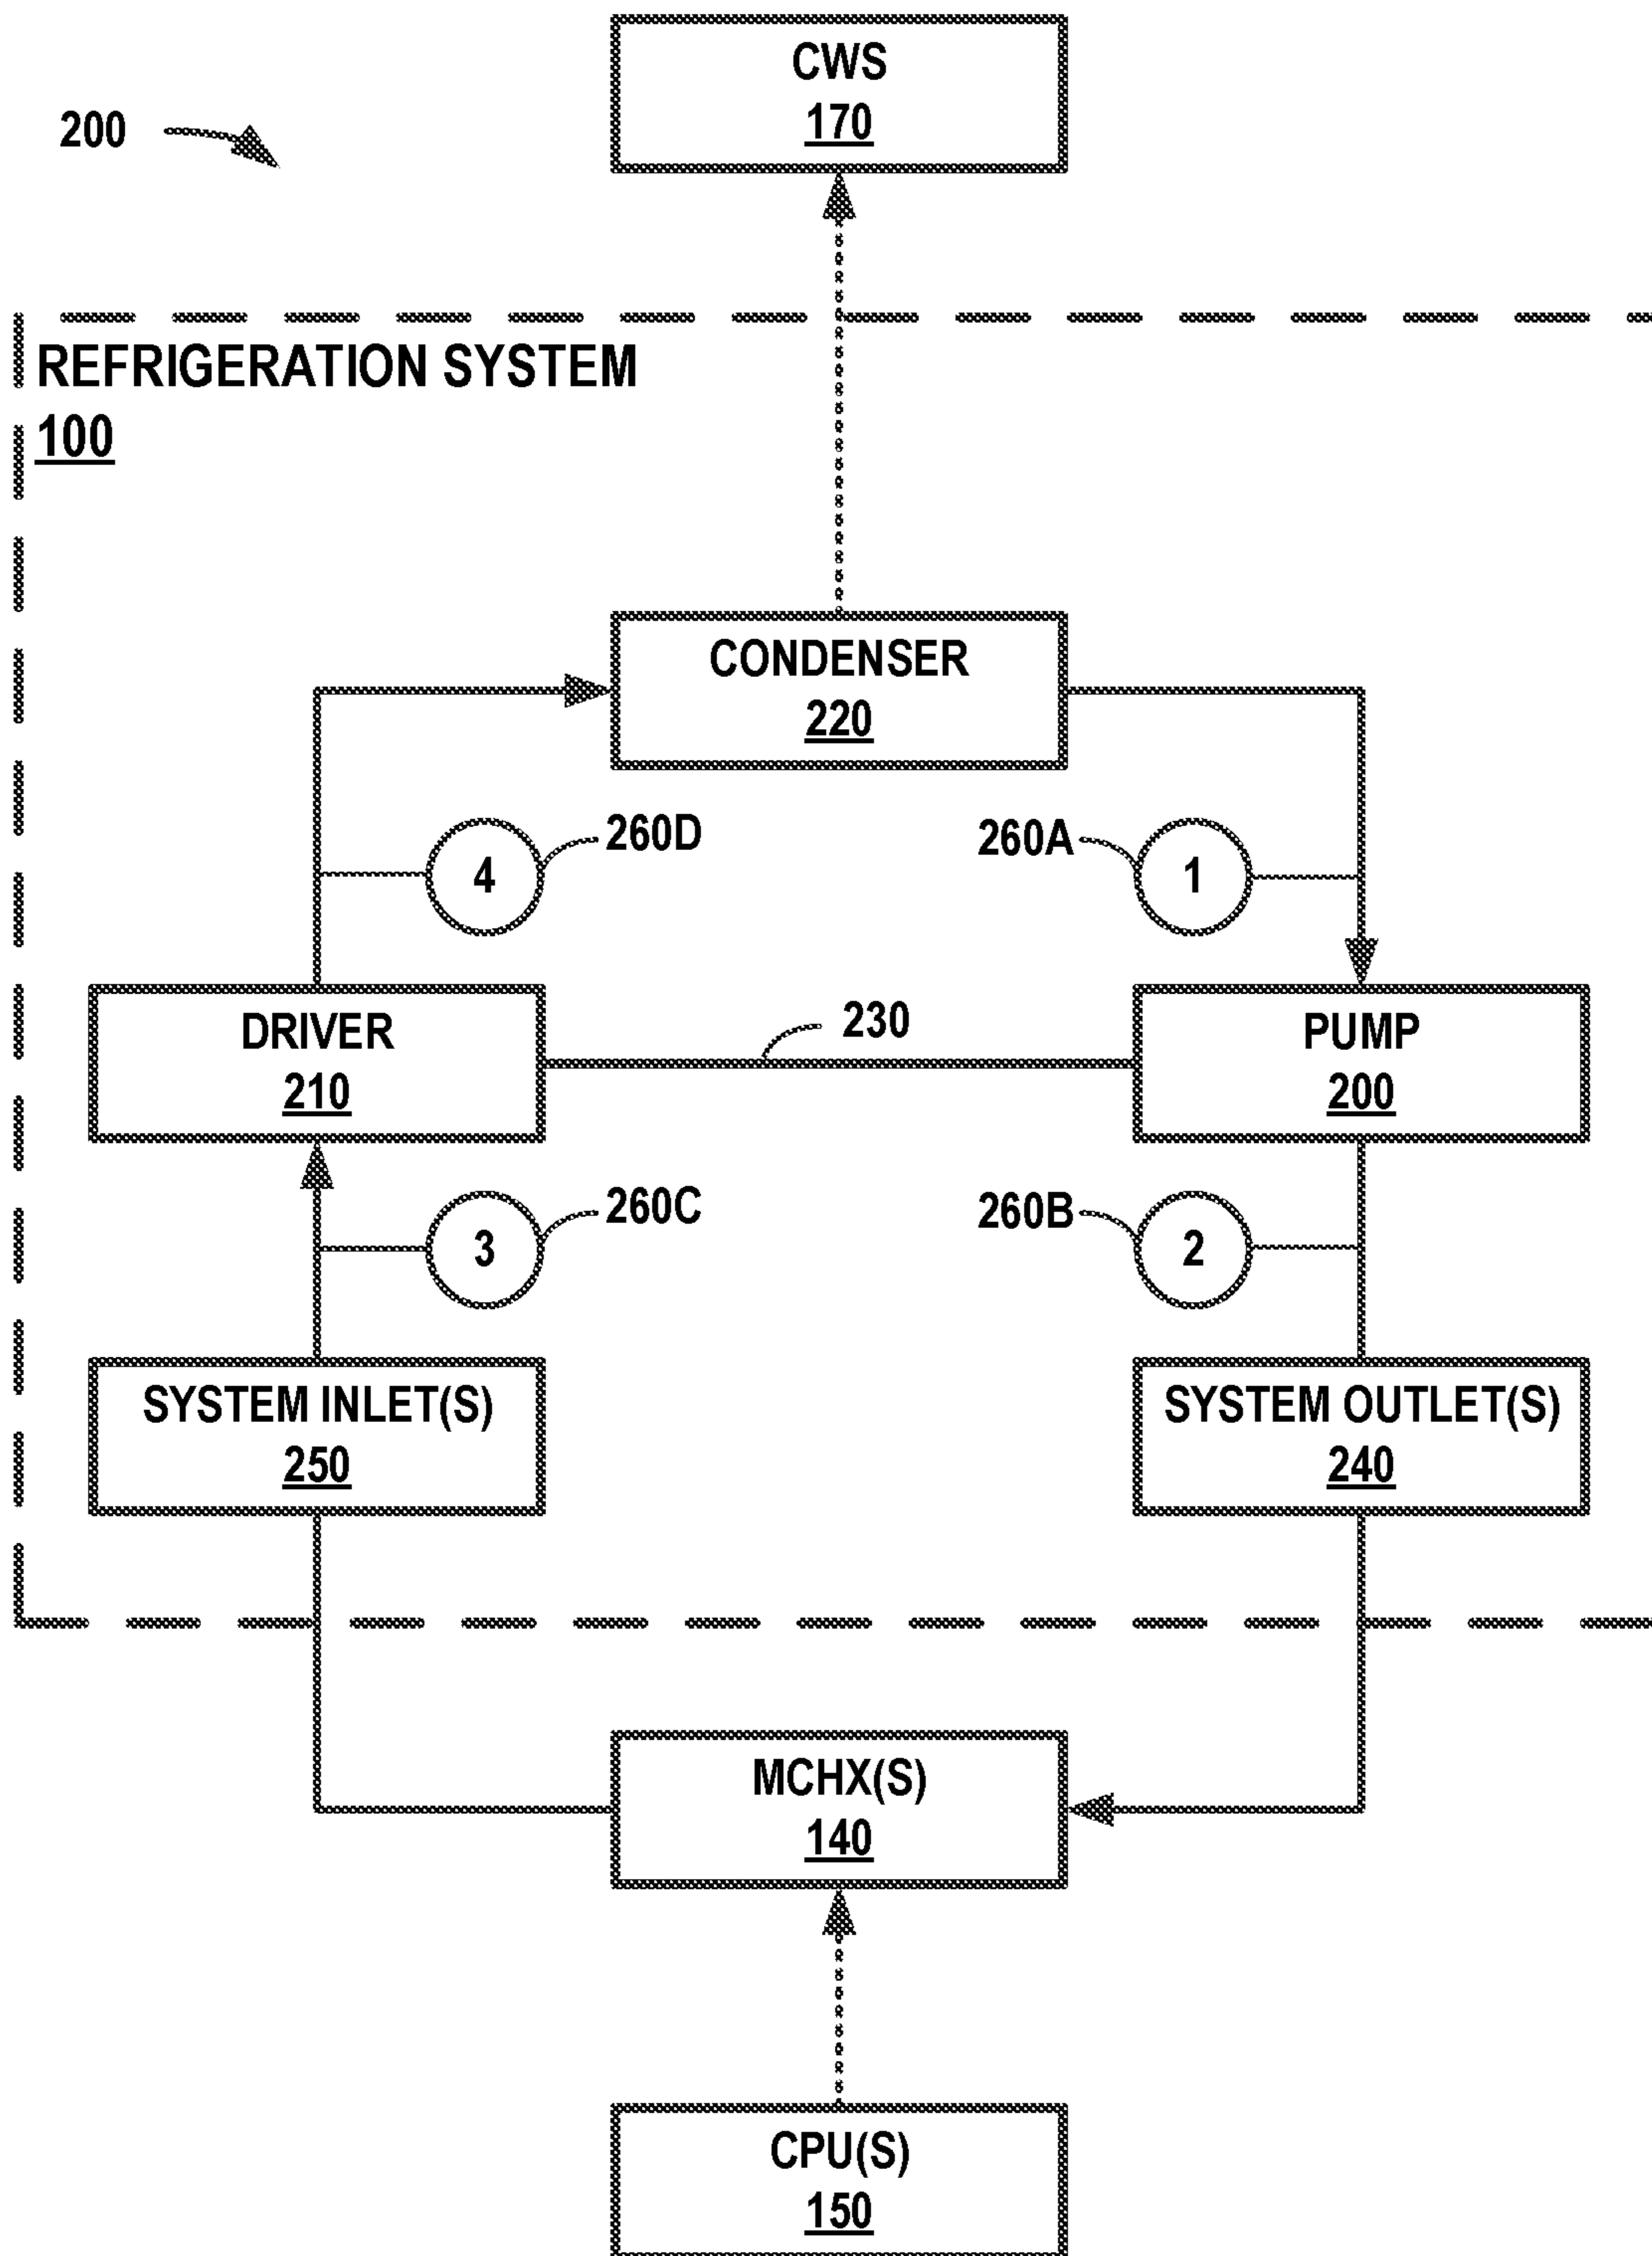 CWS
170
200
REFRIGERATION SYSTEM
100
CONDENSER
220
260D
260A
4
1
DRIVER
210
230
PUMP
200
260C
260B
3
2
SYSTEM INLET(S)
250
SYSTEM OUTLET(S)
240
MCHX(S)
140
CPU(S)
150